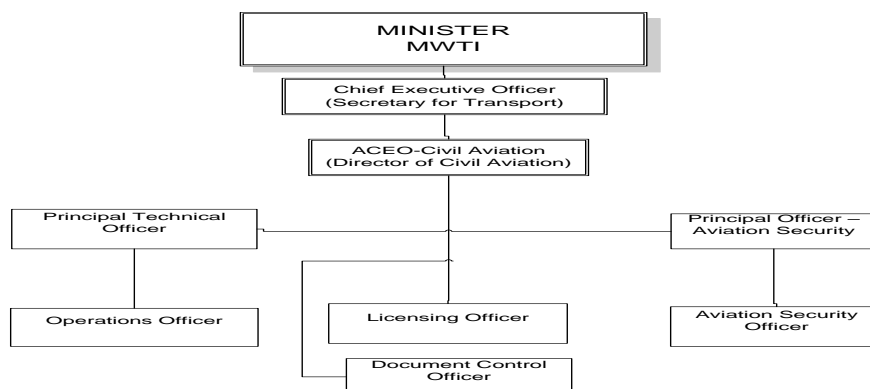 MINISTER
MWTI
Chief Executive Officer
(Secretary for Transport)
ACEO-Civil Aviation
(Director of Civil Aviation)
Principal Technical
Officer
Principal Officer –
Aviation Security
Operations Officer
Licensing Officer
Aviation Security
Officer
Document Control
Officer